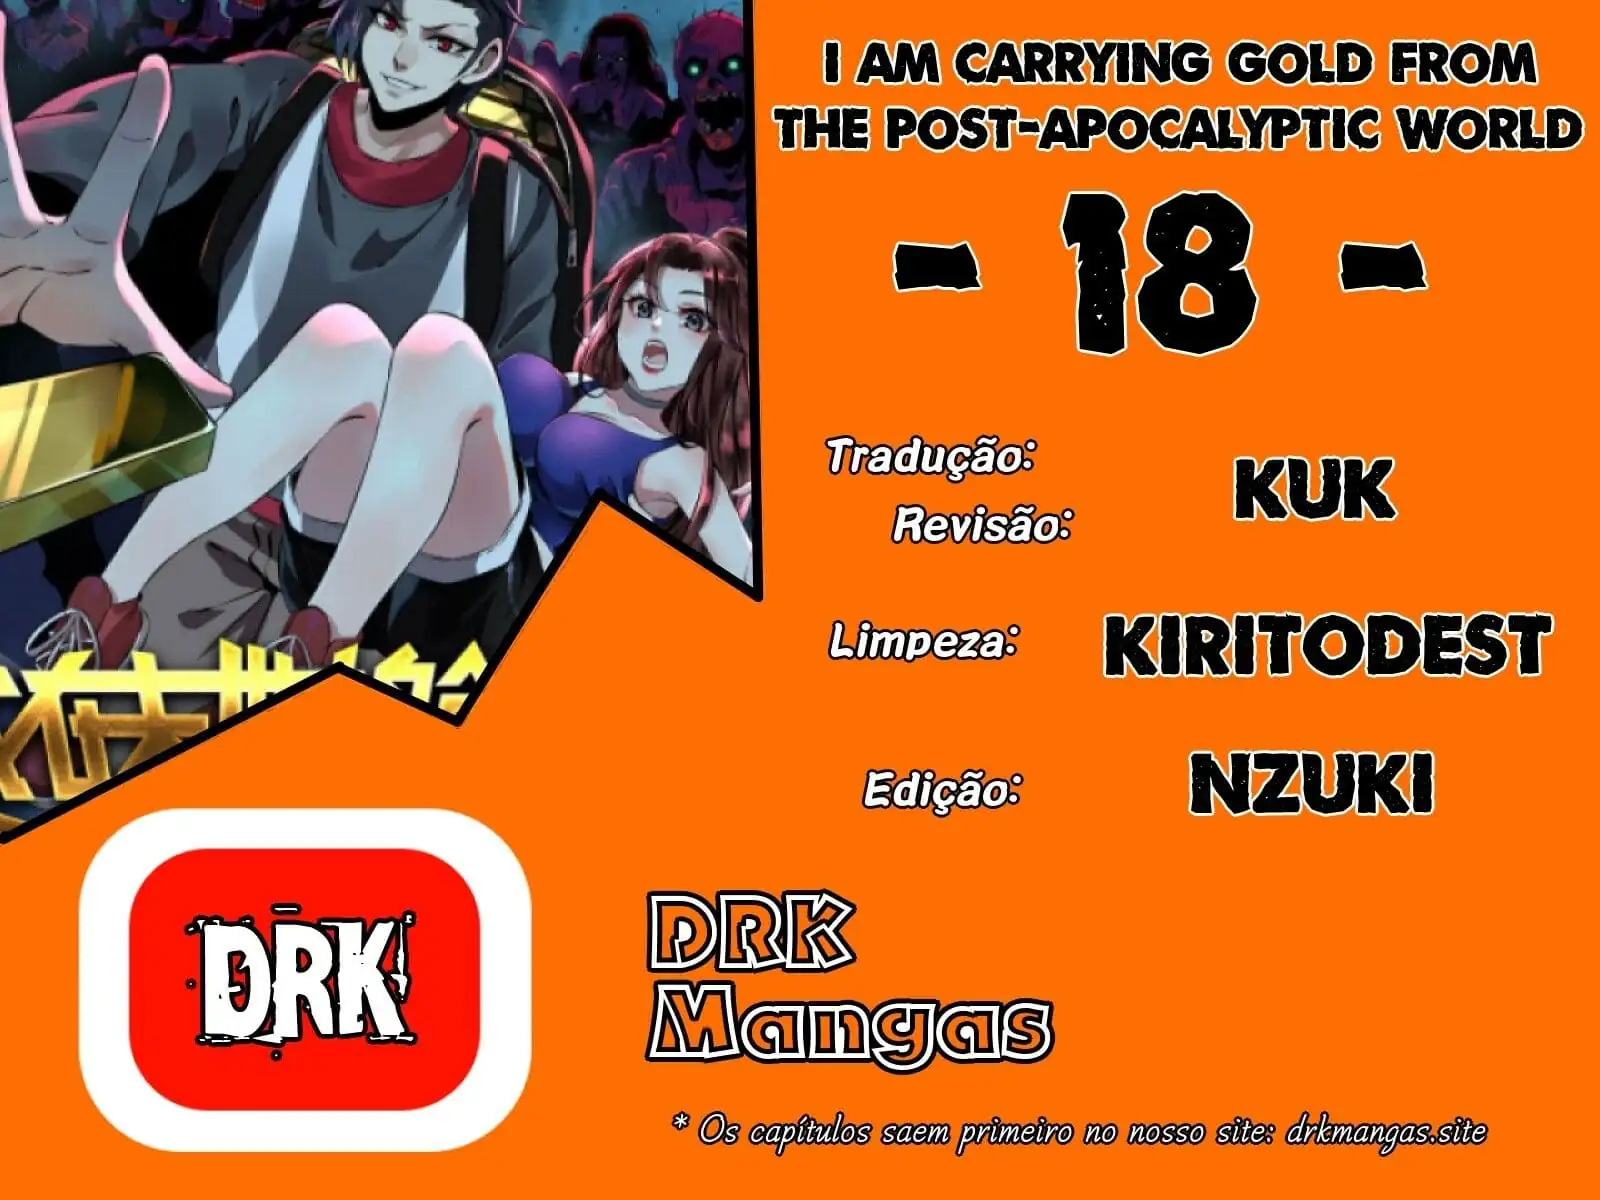 I AM CARRYING GOLD FROM
THE POST-APOCALYPTIC WORLD
- 18 -
Tradução:
KUK
Revisão:
Limpeza:
KIRITODEST
Edição:
NZUKI
DRK
DRK
Mangas
* Os capítulos saem primeiro no nosso site: drkmangas.site